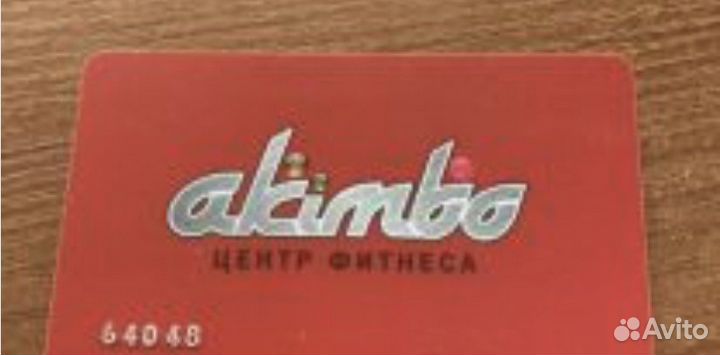 akimbo
ЦЕНТР ФИТНЕСА
64048
Avito